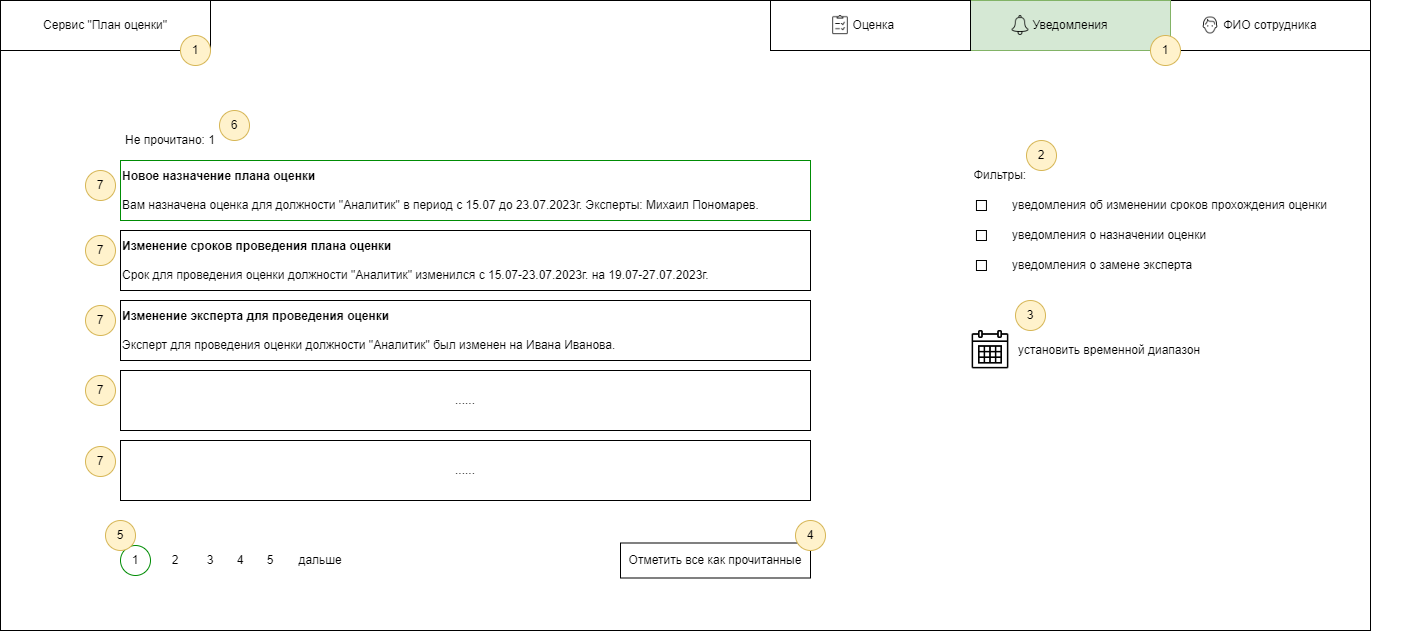 Сервис "План оценки"
1
Оценка
Уведомления
1
ФИО сотрудника
6
Не прочитано: 1
7
Новое назначение плана оценки
Вам назначена оценка для должности "Аналитик" в период с 15.07 до 23.07.2023г. Эксперты: Михаил Пономарев.
7
Изменение сроков проведения плана оценки
Срок для проведения оценки должности "Аналитик" изменился с 15.07-23.07.2023г. на 19.07-27.07.2023г.
7
Изменение эксперта для проведения оценки
Эксперт для проведения оценки должности "Аналитик" был изменен на Ивана Иванова.
7
......
7
......
5
1 2 3 4 5 дальше
4
Отметить все как прочитанные
2
Фильтры:
уведомления об изменении сроков прохождения оценки
уведомления о назначении оценки
уведомления о замене эксперта
3
установить временной диапазон